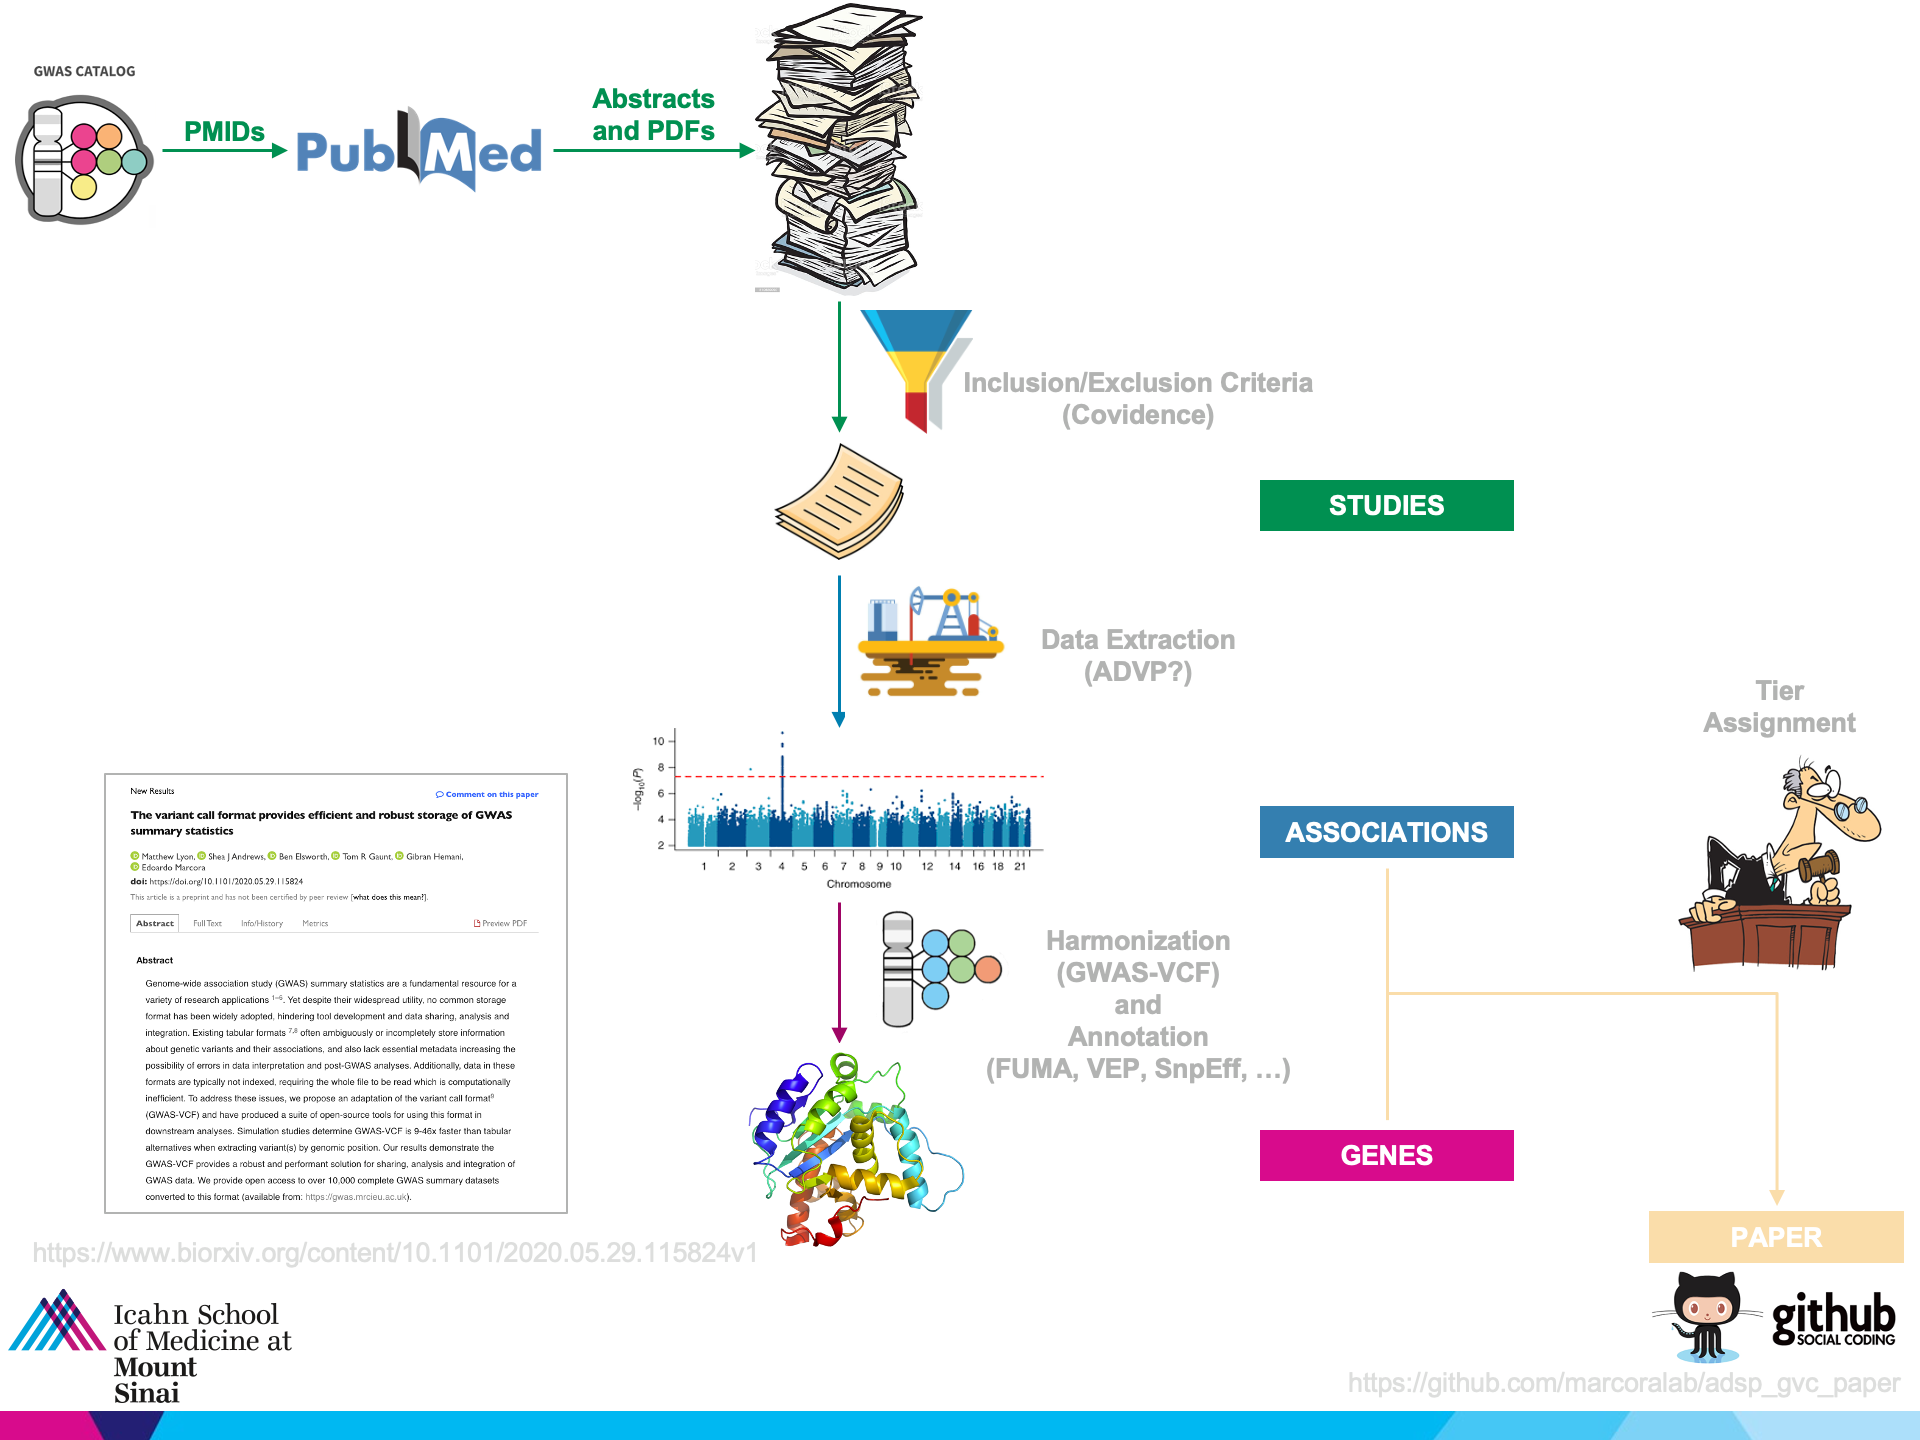 GWAS CATALOG
PMIDs
PubMed
Abstracts
and PDFs
Inclusion/Exclusion Criteria
(Covidence)
STUDIES
Data Extraction
(ADVP?)
Tier
Assignment
10
8
6
4
2
–log10(P)
1 2 3 4 5 6 7 8 9 10 12 14 16 18 21
Chromosome
ASSOCIATIONS
New Results
Comment on this paper
The variant call format provides efficient and robust storage of GWAS
summary statistics
Matthew Lyon, Shea J Andrews, Ben Elsworth, Tom R Gaunt, Gibran Hemani,
Edoardo Marcora
doi: https://doi.org/10.1101/2020.05.29.115824
This article is a preprint and has not been certified by peer review [what does this mean?].
Abstract Full Text Info/History Metrics Preview PDF
Abstract
Genome-wide association study (GWAS) summary statistics are a fundamental resource for a
variety of research applications 1–6. Yet despite their widespread utility, no common storage
format has been widely adopted, hindering tool development and data sharing, analysis and
integration. Existing tabular formats 7,8 often ambiguously or incompletely store information
about genetic variants and their associations, and also lack essential metadata increasing the
possibility of errors in data interpretation and post-GWAS analyses. Additionally, data in these
formats are typically not indexed, requiring the whole file to be read which is computationally
inefficient. To address these issues, we propose an adaptation of the variant call format9
(GWAS-VCF) and have produced a suite of open-source tools for using this format in
downstream analyses. Simulation studies determine GWAS-VCF is 9-46x faster than tabular
alternatives when extracting variant(s) by genomic position. Our results demonstrate the
GWAS-VCF provides a robust and performant solution for sharing, analysis and integration of
GWAS data. We provide open access to over 10,000 complete GWAS summary datasets
converted to this format (available from: https://gwas.mrcieu.ac.uk).
https://www.biorxiv.org/content/10.1101/2020.05.29.115824v1
Harmonization
(GWAS-VCF)
and
Annotation
(FUMA, VEP, SnpEff, …)
GENES
PAPER
github
SOCIAL CODING
https://github.com/marcoralab/adsp_gvc_paper
Icahn School
of Medicine at
Mount
Sinai